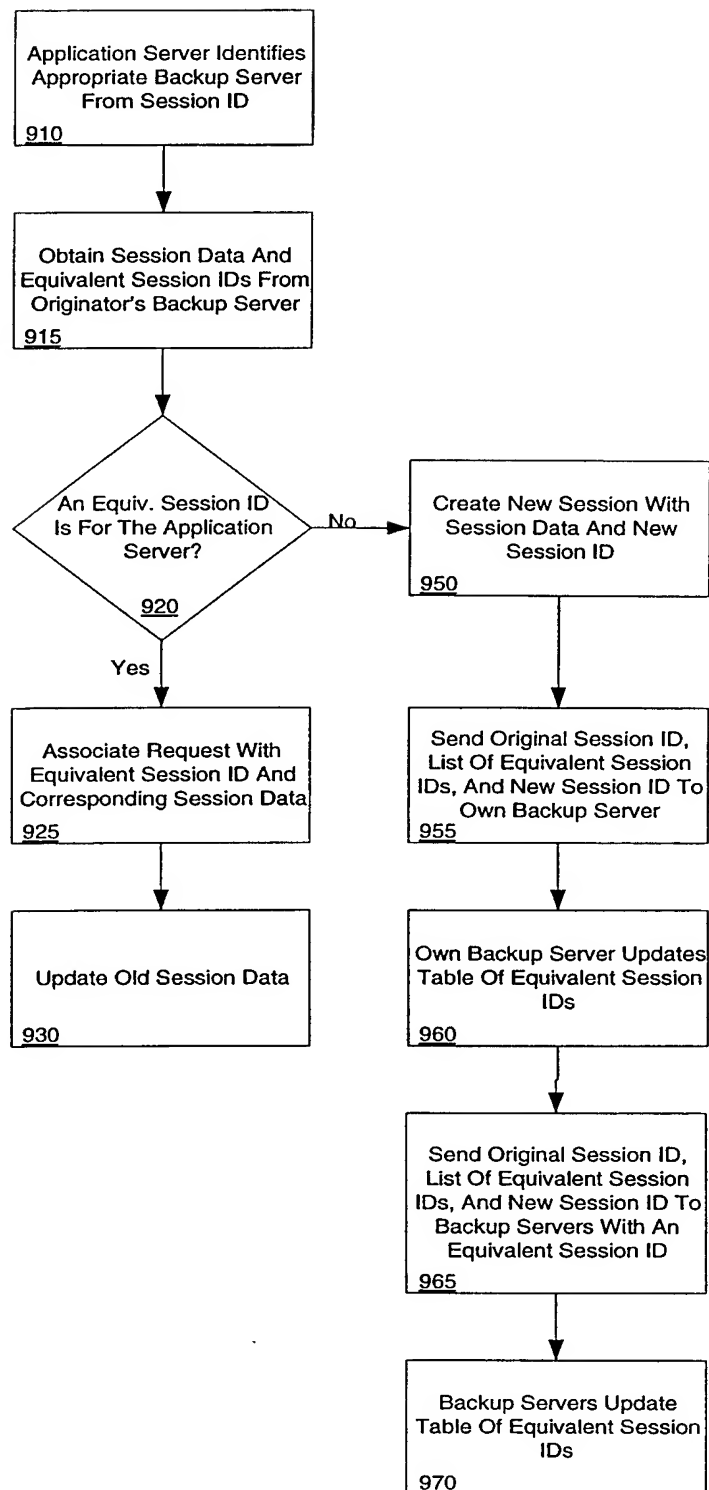 Application Server Identifies
Appropriate Backup Server
From Session ID
910
Obtain Session Data And
Equivalent Session IDs From
Originator's Backup Server
915
An Equiv. Session ID
Is For The Application
Server?
920
No
Yes
Create New Session With
Session Data And New
Session ID
950
Associate Request With
Equivalent Session ID And
Corresponding Session Data
925
Send Original Session ID,
List Of Equivalent Session
IDs, And New Session ID To
Own Backup Server
955
Update Old Session Data
930
Own Backup Server Updates
Table Of Equivalent Session
IDs
960
Send Original Session ID,
List Of Equivalent Session
IDs, And New Session ID To
Backup Servers With An
Equivalent Session ID
965
Backup Servers Update
Table Of Equivalent Session
IDs
970